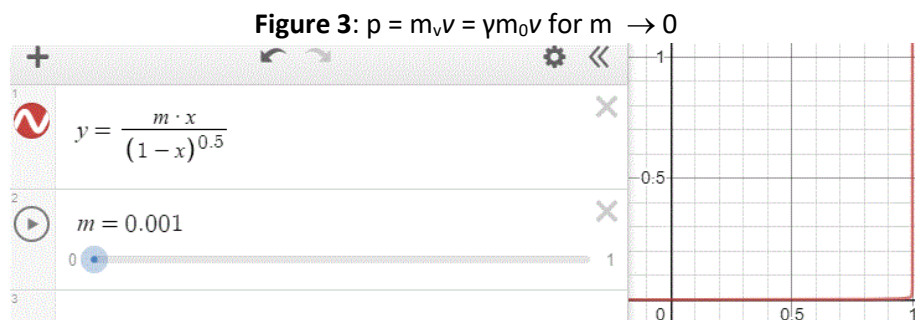 Figure 3: p = mᵥv = γm₀v for m → 0
1
y = m · x / (1 − x)^0.5
2
m = 0.001
0 1
3
1
0.5
0 0.5 1